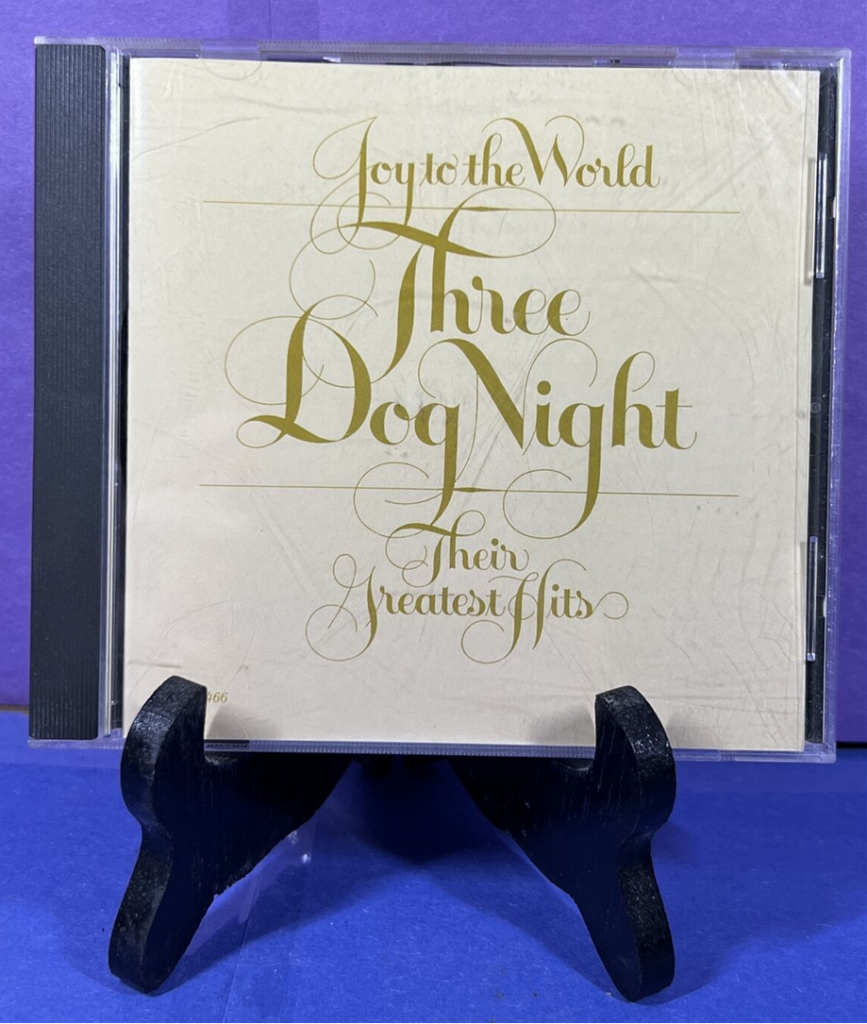 Joy to the World
Three
Dog Night
Their
Greatest Hits